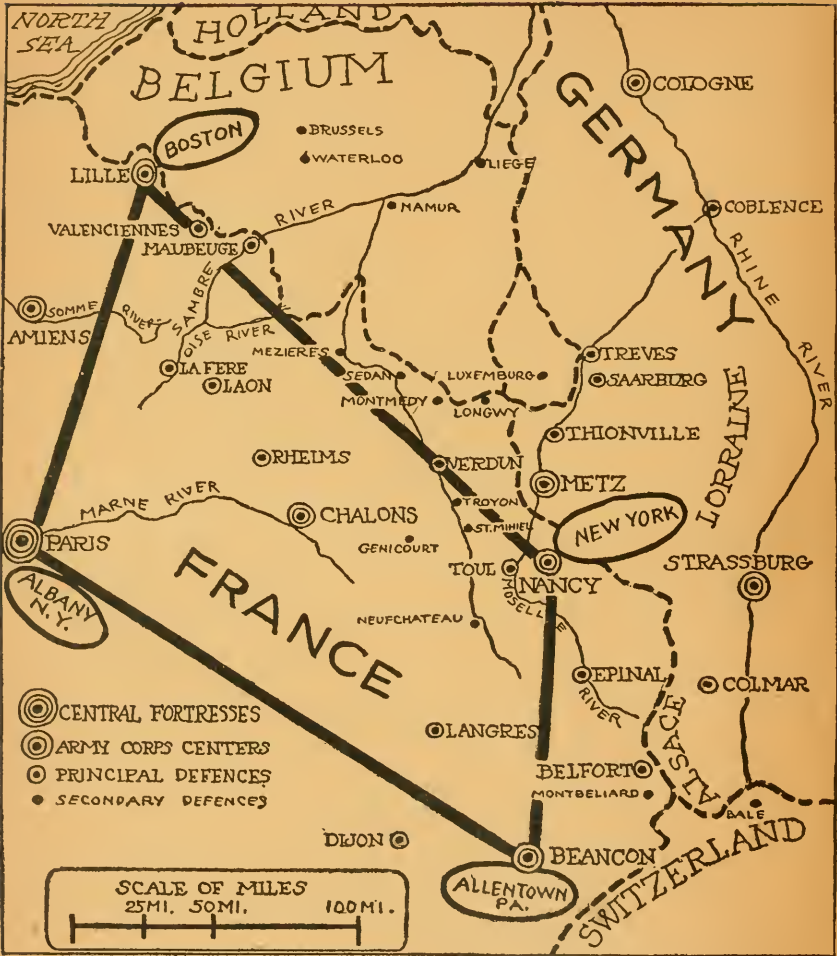 NORTH
SEA
HOLLAND
BELGIUM
GERMANY
COLOGNE
BOSTON
BRUSSELS
WATERLOO
LIEGE
LILLE
NAMUR
COBLENCE
VALENCIENNES
RIVER
MAUBEUGE
RHINE
RIVER
SAMBRE
SOMME
RIVER
AMIENS
OISE RIVER
MEZIERES
TREVES
LA FERE
SEDAN
LUXEMBURG
SAARBURG
LAON
MONTMEDY
LONGWY
LORRAINE
THIONVILLE
RHEIMS
VERDUN
METZ
MARNE RIVER
TROYON
CHALONS
ST. MIHIEL
NEW YORK
PARIS
GENICOURT
STRASSBURG
TOUL
NANCY
ALBANY
N.Y.
FRANCE
MOSELLE
RIVER
NEUFCHATEAU
EPINAL
COLMAR
ALSACE
CENTRAL FORTRESSES
LANGRES
ARMY CORPS CENTERS
BELFORT
PRINCIPAL DEFENCES
MONTBELIARD
SECONDARY DEFENCES
BALE
DIJON
BEANCON
SWITZERLAND
ALLENTOWN
PA.
SCALE OF MILES
25MI. 50MI. 100MI.